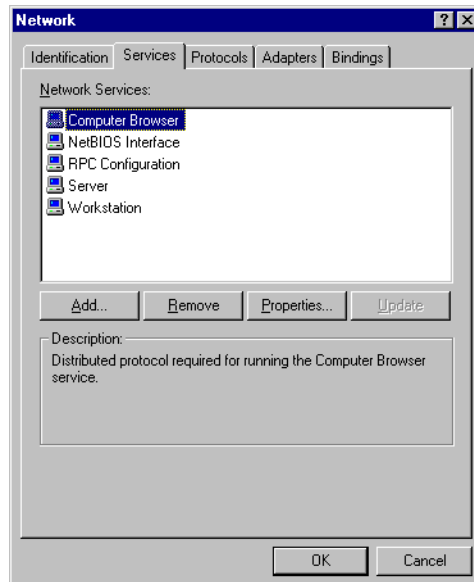 Network
Identification Services Protocols Adapters Bindings
Network Services:
Computer Browser
NetBIOS Interface
RPC Configuration
Server
Workstation
Add... Remove Properties... Update
Description:
Distributed protocol required for running the Computer Browser
service.
OK Cancel